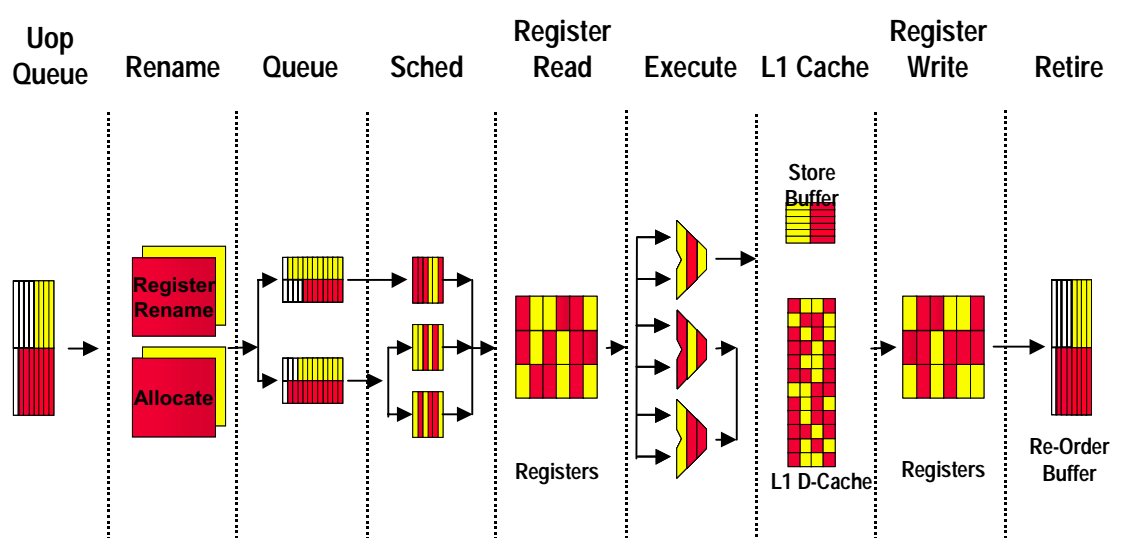 Uop
Queue
Rename
Queue
Sched
Register
Read
Execute
L1 Cache
Register
Write
Retire
Store
Buffer
Register
Rename
Allocate
Registers
L1 D-Cache
Registers
Re-Order
Buffer